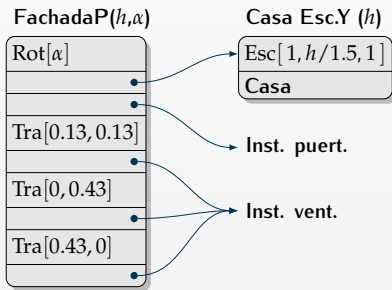 FachadaP(h,α)
Rot[α]
Tra[0.13, 0.13]
Tra[0, 0.43]
Tra[0.43, 0]
Casa Esc.Y (h)
Esc[ 1, h/1.5, 1 ]
Casa
Inst. puert.
Inst. vent.